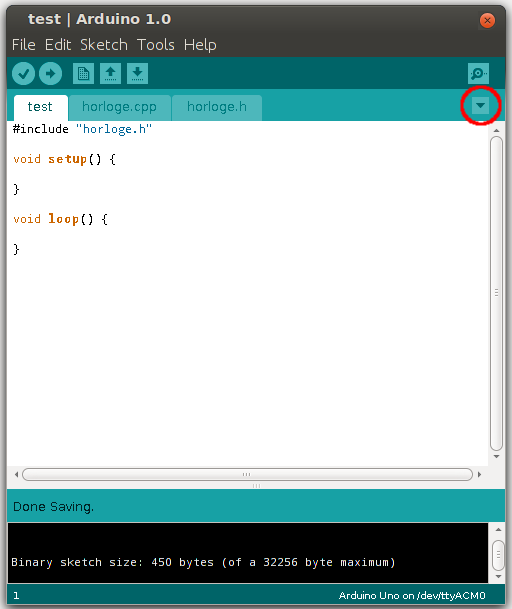 test | Arduino 1.0
File Edit Sketch Tools Help
test horloge.cpp horloge.h
#include "horloge.h"
void setup() {
}
void loop() {
}
Done Saving.
Binary sketch size: 450 bytes (of a 32256 byte maximum)
1 Arduino Uno on /dev/ttyACM0